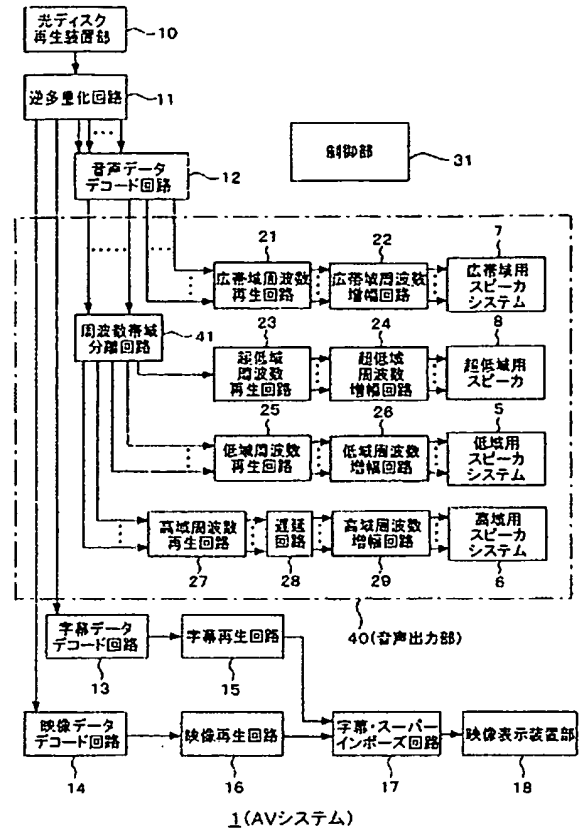 光ディスク
再生装置部
10
逆多重化回路
11
音声データ
デコード回路
12
制御部
31
21
22
7
広帯域周波数
再生回路
広帯域周波数
増幅回路
広帯域用
スピーカ
システム
周波数帯域
分離回路
41
23
24
8
起低域
周波数
再生回路
超低域
周波数
増幅回路
起低域用
スピーカ
25
26
5
低域周波数
再生回路
低域周波数
増幅回路
低域用
スピーカ
システム
高域周波数
再生回路
遅延
回路
高域周波数
増幅回路
高域用
スピーカ
システム
27
28
29
6
40(音声出力部)
字幕データ
デコード回路
字幕再生回路
13
15
映像データ
デコード回路
映像再生回路
字幕・スーパー
インポーズ回路
映像表示装置部
14
16
17
18
1(AVシステム)